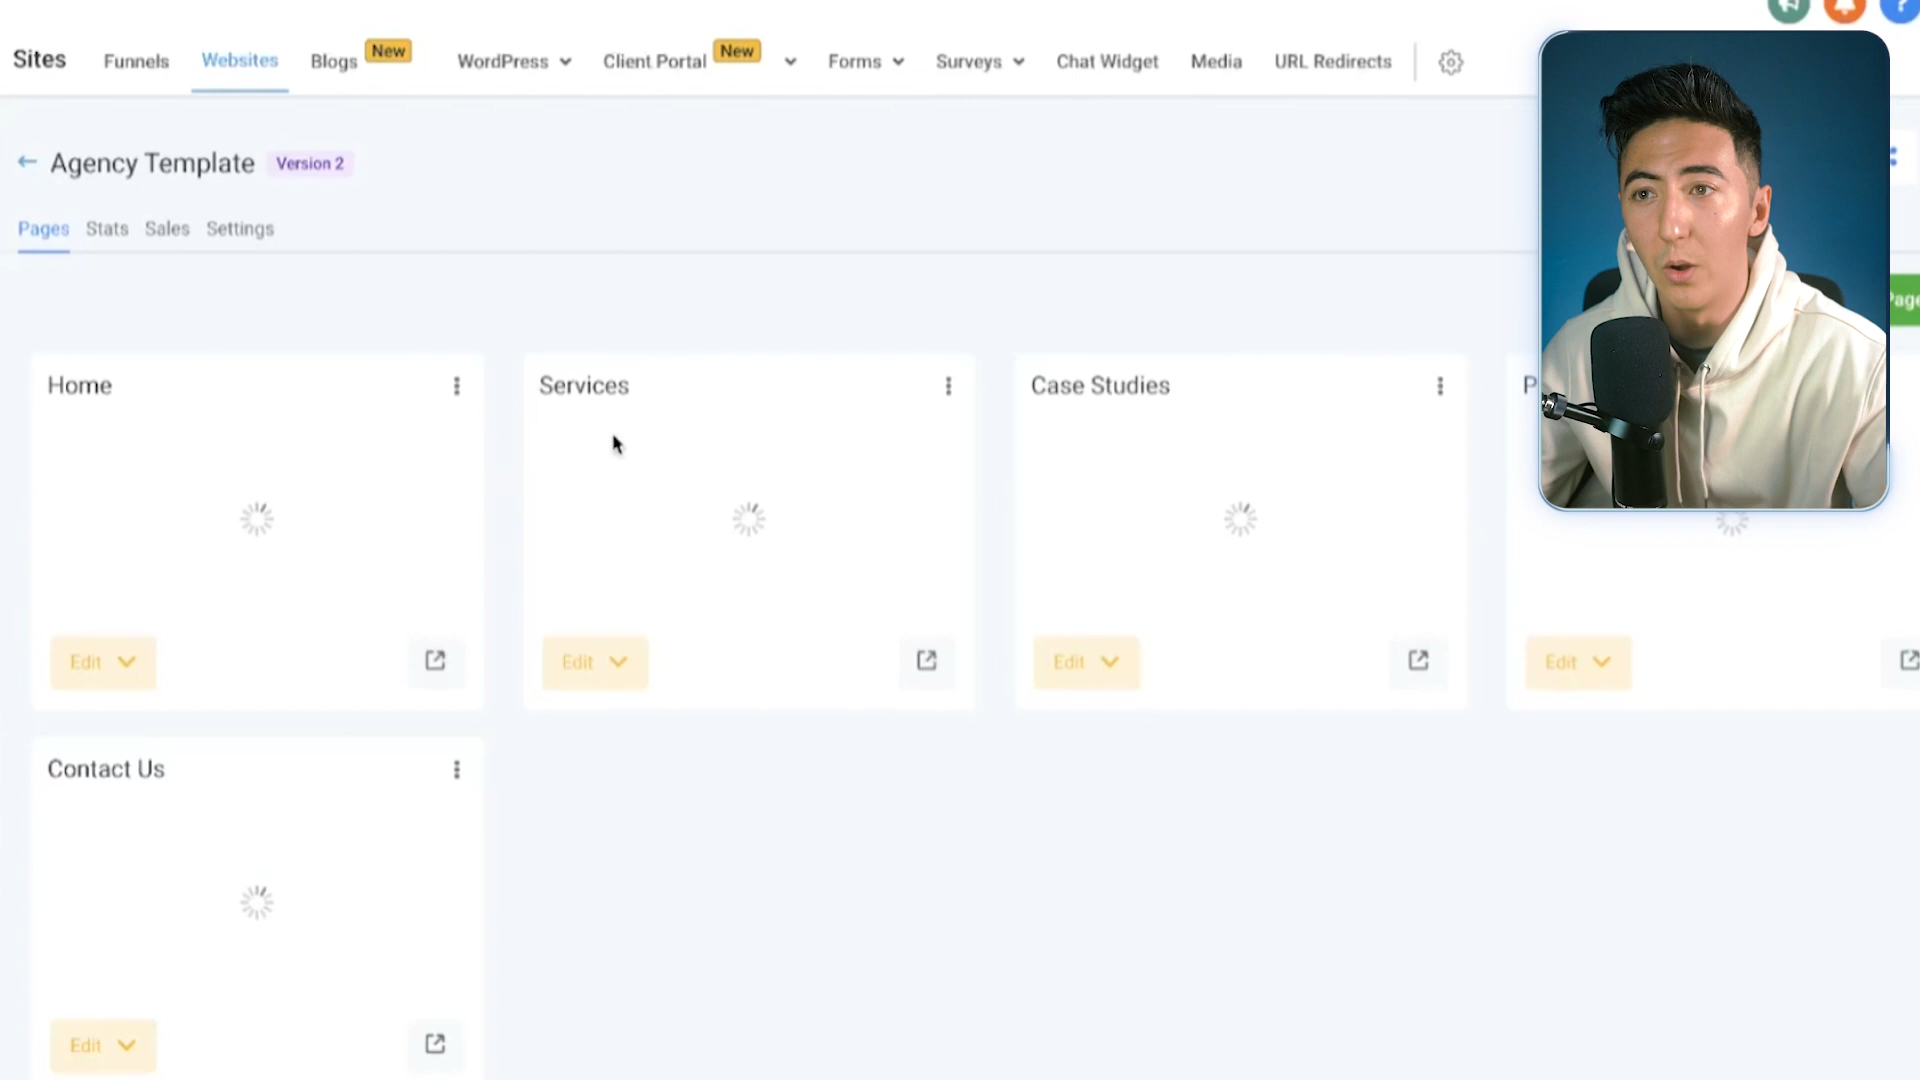 Sites Funnels Websites Blogs New WordPress Client Portal New Forms Surveys Chat Widget Media URL Redirects
Agency Template Version 2
Pages Stats Sales Settings
Home Services Case Studies
Edit Edit Edit Edit
Contact Us
Edit